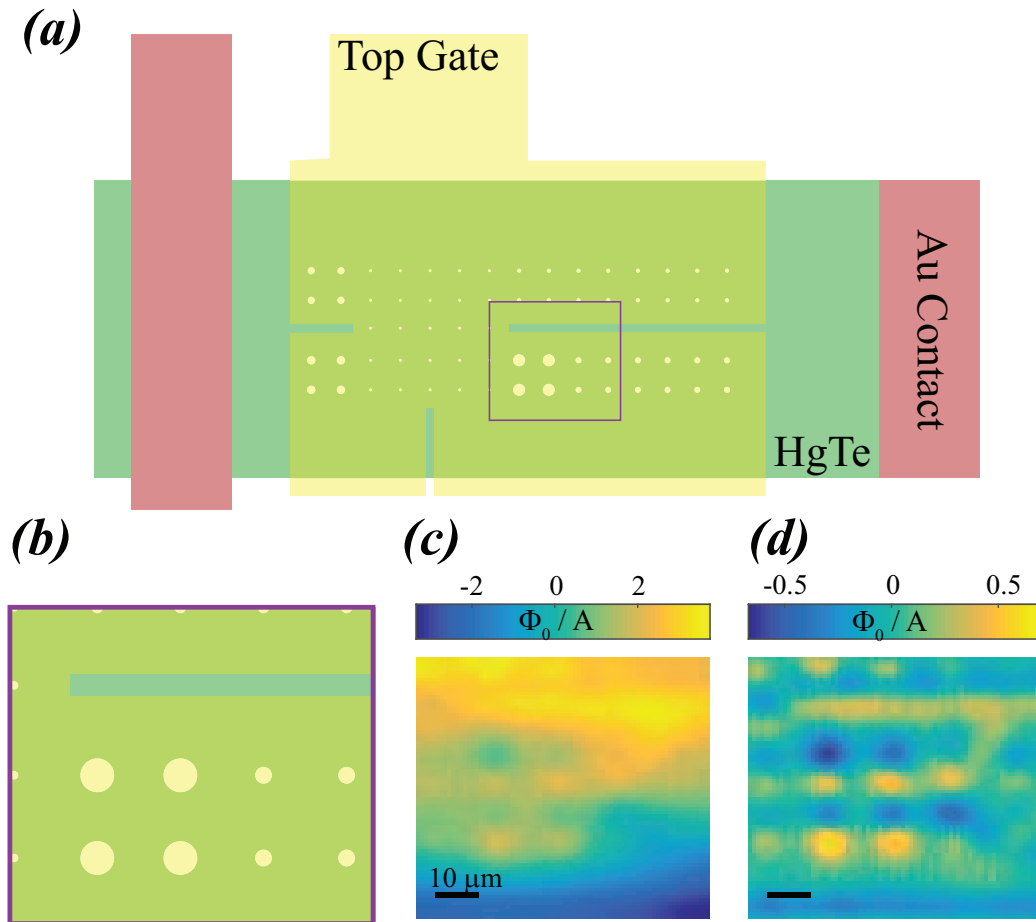 (a)
Top Gate
Au Contact
HgTe
(b)
(c)
(d)
-2 0 2
Φ₀ / A
-0.5 0 0.5
Φ₀ / A
10 μm